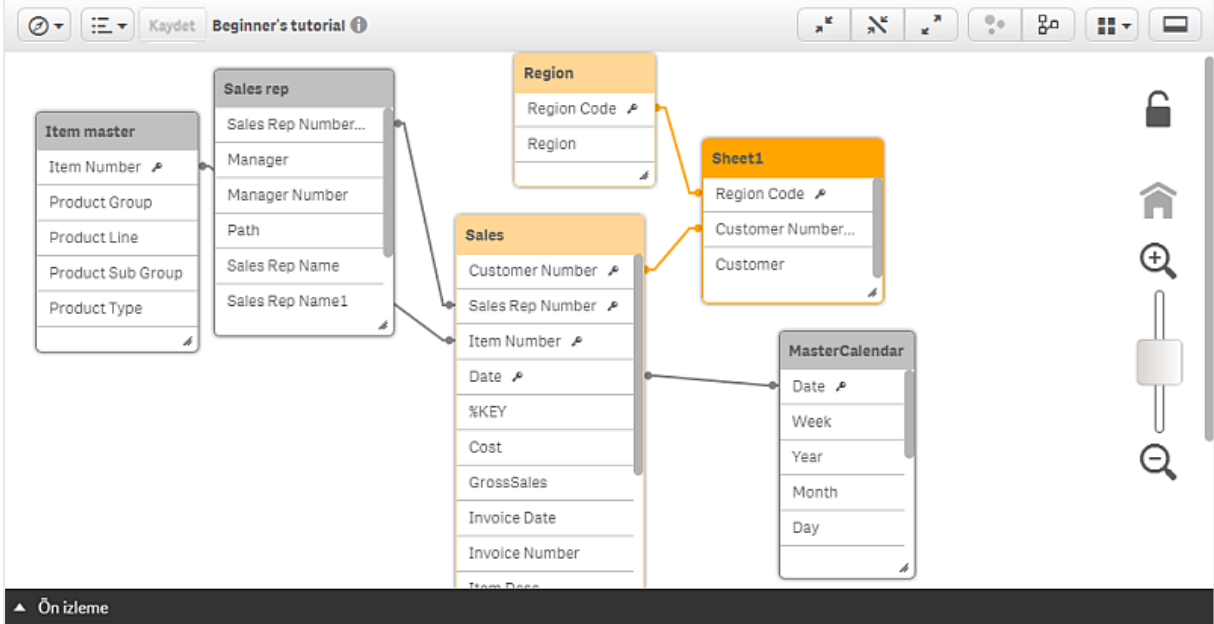 Kaydet Beginner's tutorial
Item master
Item Number
Product Group
Product Line
Product Sub Group
Product Type
Sales rep
Sales Rep Number...
Manager
Manager Number
Path
Sales Rep Name
Sales Rep Name1
Region
Region Code
Region
Sales
Customer Number
Sales Rep Number
Item Number
Date
%KEY
Cost
GrossSales
Invoice Date
Invoice Number
Item Desc
Sheet1
Region Code
Customer Number...
Customer
MasterCalendar
Date
Week
Year
Month
Day
Ön izleme